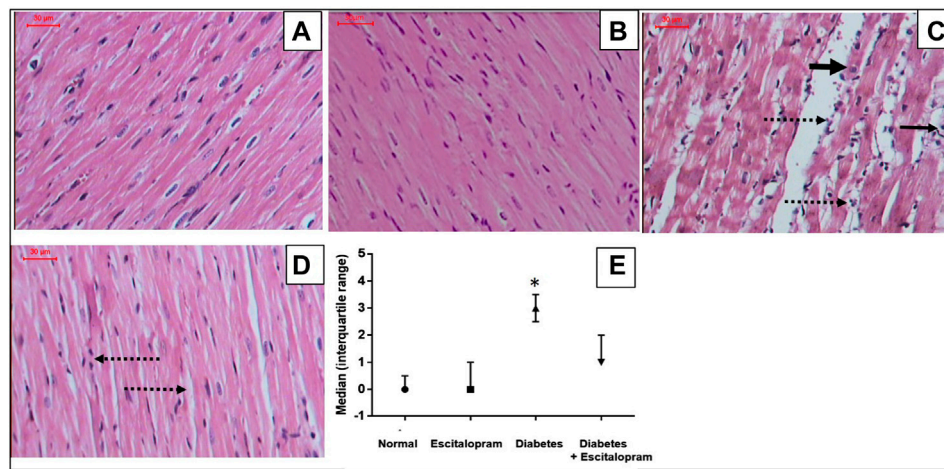 30 µm
A
B
30 µm
C
30 µm
D
E
Median (interquartile range)
5
4
3
2
1
0
-1
*
Normal
Escitalopram
Diabetes
Diabetes
+ Escitalopram